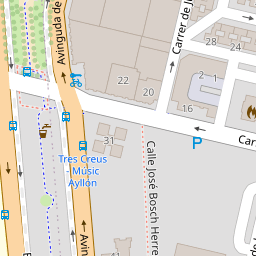 Avinguda de
Carrer de J
28
24
22
20
2
1
16
P
Car
31
Tres Creus
Music
Ayllon
Calle José Bosch Herre
Avin